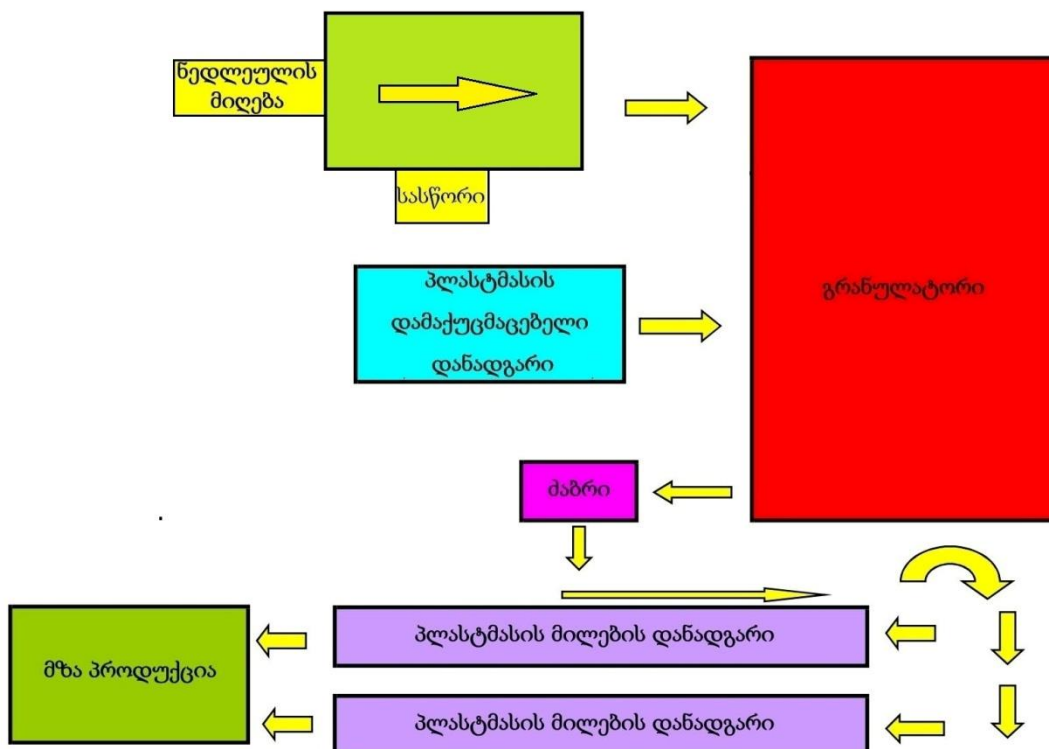 ნედლეულის
მიღება
სასწორი
პლასტმასის
დამაქუცმაცებელი
დანადგარი
გრანულატორი
ძაბრი
პლასტმასის მილების დანადგარი
მზა პროდუქცია
პლასტმასის მილების დანადგარი